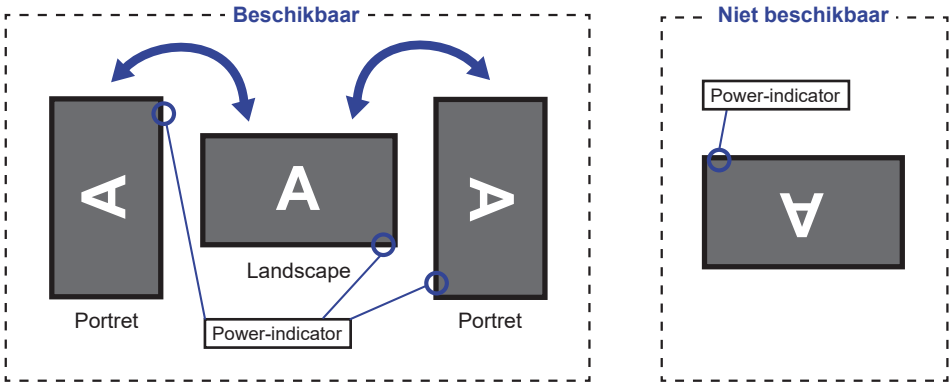 Beschikbaar
A
A
A
Landscape
Portret
Portret
Power-indicator
Niet beschikbaar
Power-indicator
A